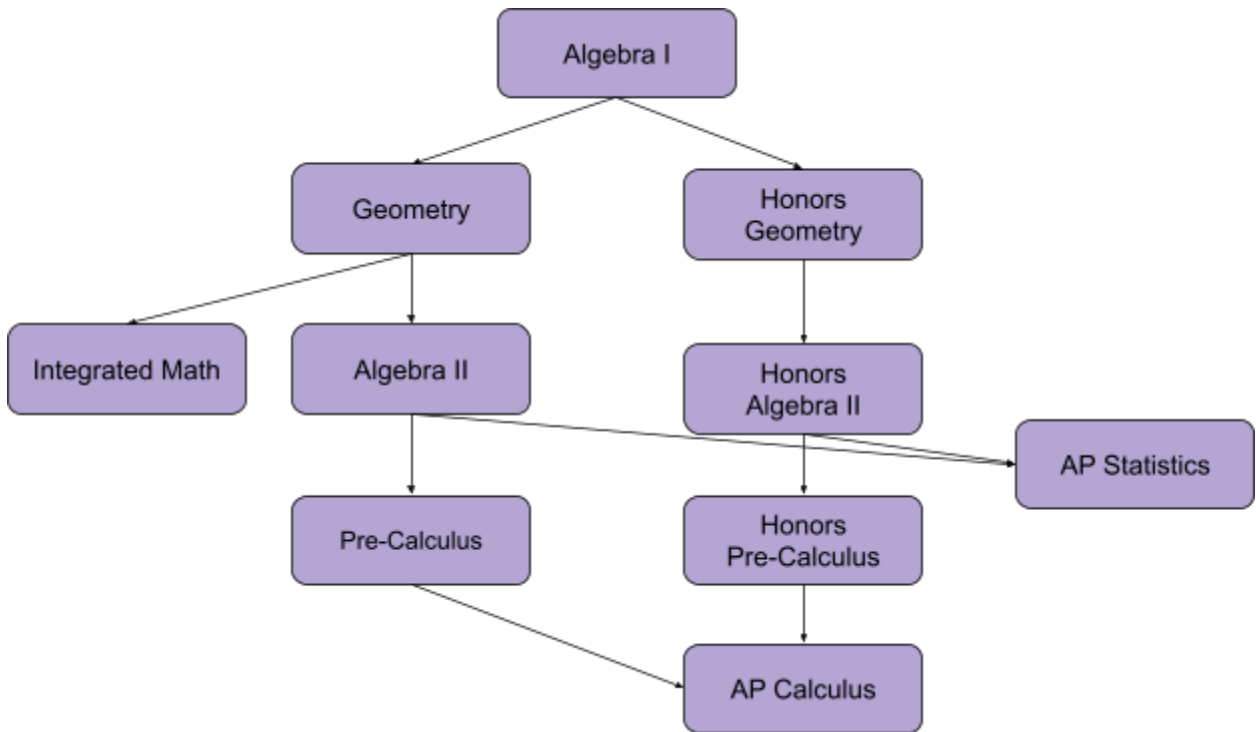 Algebra I
Geometry
Honors
Geometry
Integrated Math
Algebra II
Honors
Algebra II
AP Statistics
Pre-Calculus
Honors
Pre-Calculus
AP Calculus